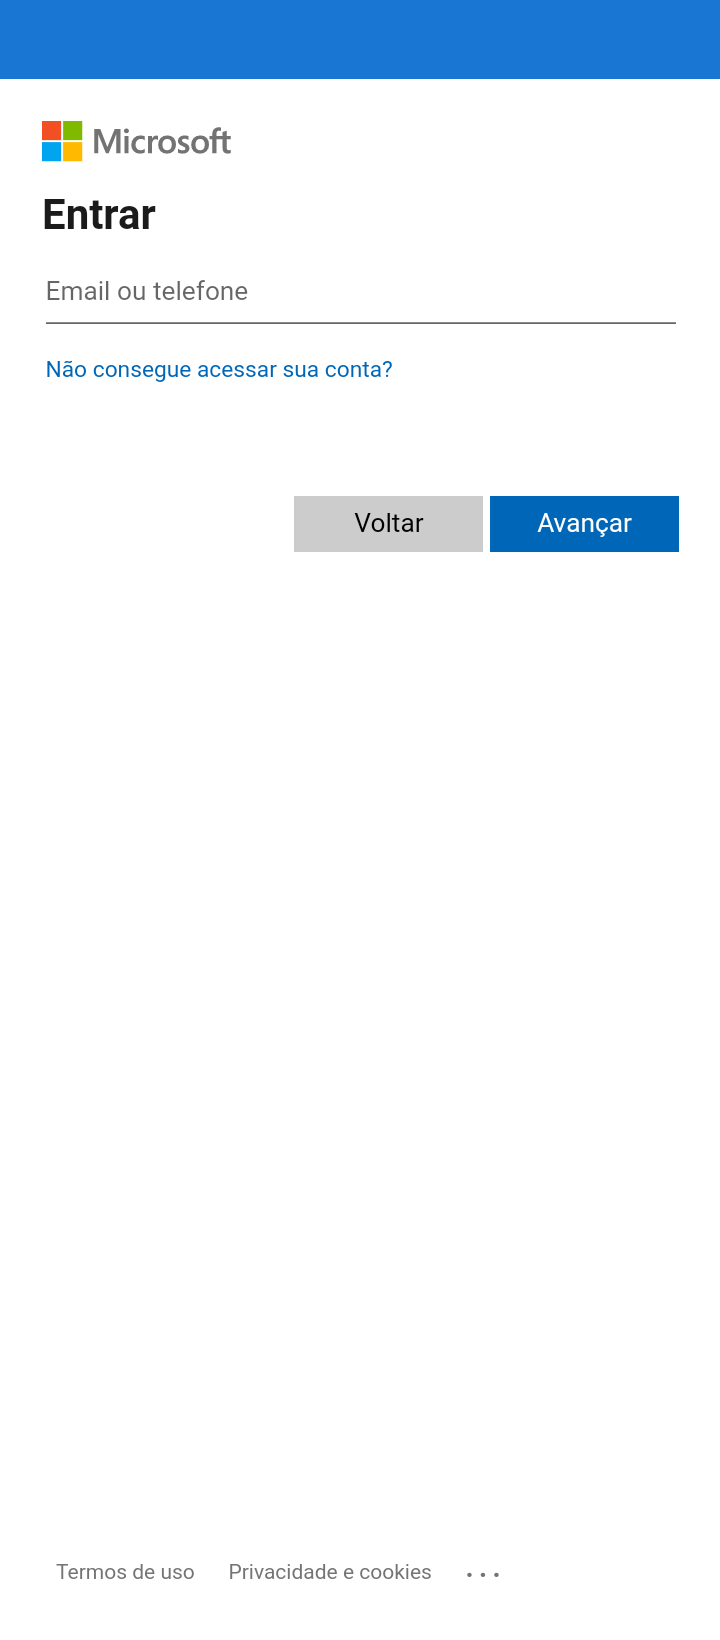 Microsoft
Entrar
Email ou telefone
Não consegue acessar sua conta?
Voltar
Avançar
Termos de uso
Privacidade e cookies
...